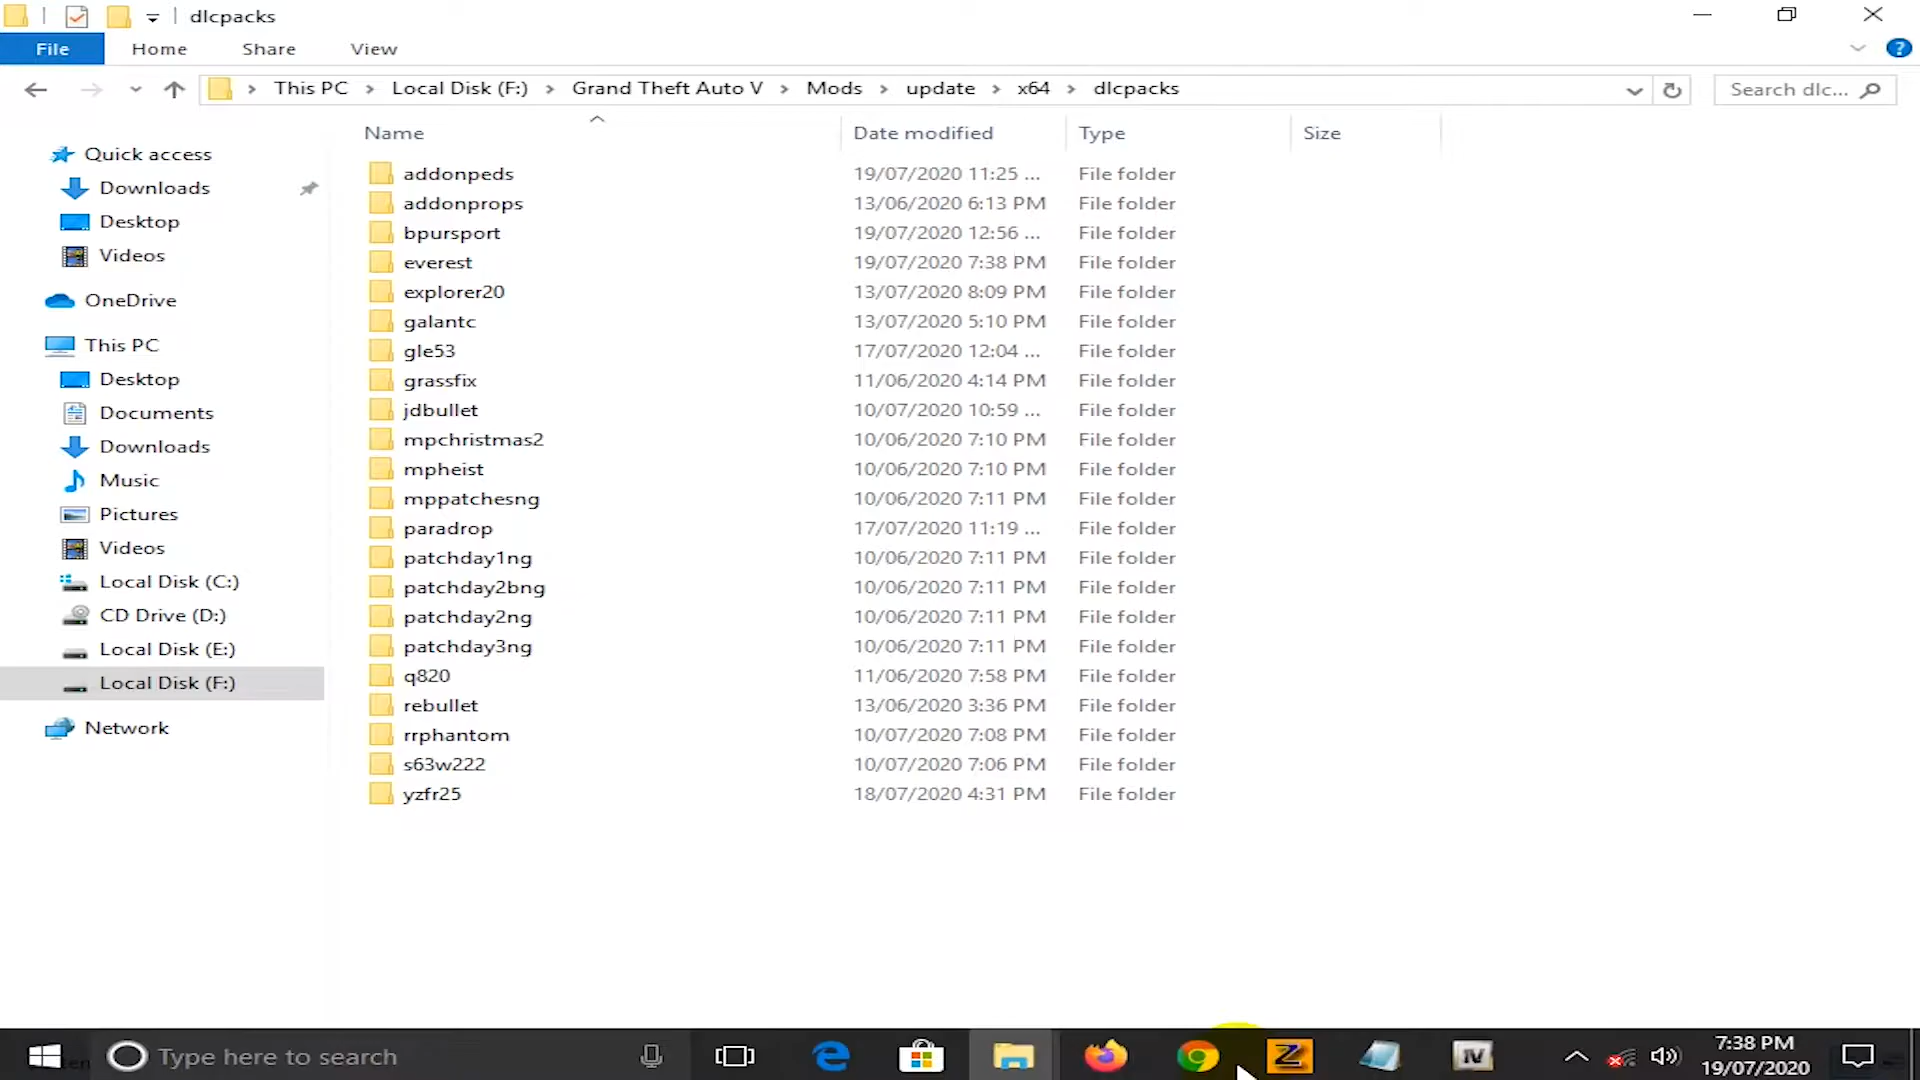 dlcpacks
File Home Share View
This PC Local Disk (F:) Grand Theft Auto V Mods update x64 dlcpacks Search dlc...
Name Date modified Type Size
Quick access
Downloads
Desktop
Videos
OneDrive
This PC
Desktop
Documents
Downloads
Music
Pictures
Videos
Local Disk (C:)
CD Drive (D:)
Local Disk (E:)
Local Disk (F:)
Network
addonpeds 19/07/2020 11:25 ... File folder
addonprops 13/06/2020 6:13 PM File folder
bpursport 19/07/2020 12:56 ... File folder
everest 19/07/2020 7:38 PM File folder
explorer20 13/07/2020 8:09 PM File folder
galantc 13/07/2020 5:10 PM File folder
gle53 17/07/2020 12:04 ... File folder
grassfix 11/06/2020 4:14 PM File folder
jdbullet 10/07/2020 10:59 ... File folder
mpchristmas2 10/06/2020 7:10 PM File folder
mpheist 10/06/2020 7:10 PM File folder
mppatchesng 10/06/2020 7:11 PM File folder
paradrop 17/07/2020 11:19 ... File folder
patchday1ng 10/06/2020 7:11 PM File folder
patchday2bng 10/06/2020 7:11 PM File folder
patchday2ng 10/06/2020 7:11 PM File folder
patchday3ng 10/06/2020 7:11 PM File folder
q820 11/06/2020 7:58 PM File folder
rebullet 13/06/2020 3:36 PM File folder
rrphantom 10/07/2020 7:08 PM File folder
s63w222 10/07/2020 7:06 PM File folder
yzfr25 18/07/2020 4:31 PM File folder
Type here to search
IV
7:38 PM
19/07/2020